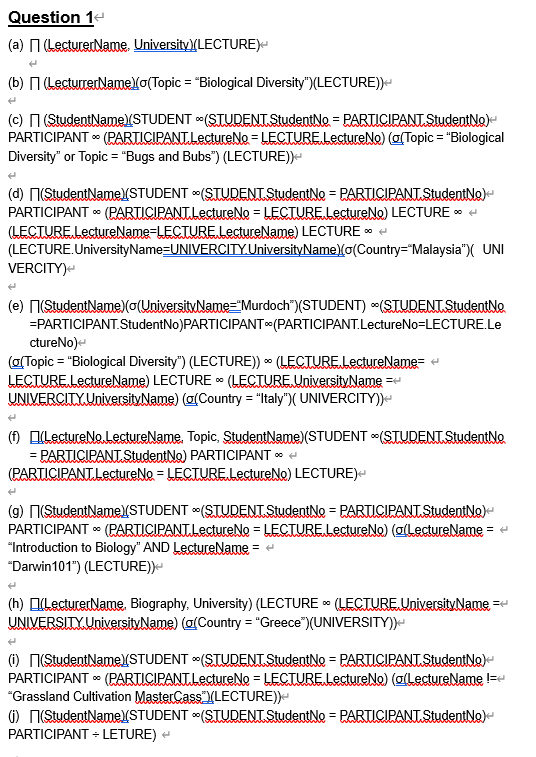 Question 1
(a) ∏ (LecturerName, University)(LECTURE)
(b) ∏ (LecturrerName)(σ(Topic = “Biological Diversity”)(LECTURE))
(c) ∏ (StudentName)(STUDENT ∞(STUDENT.StudentNo = PARTICIPANT.StudentNo)
PARTICIPANT ∞ (PARTICIPANT.LectureNo = LECTURE.LectureNo) (σ(Topic = “Biological
Diversity” or Topic = “Bugs and Bubs”) (LECTURE))
(d) ∏(StudentName)(STUDENT ∞(STUDENT.StudentNo = PARTICIPANT.StudentNo)
PARTICIPANT ∞ (PARTICIPANT.LectureNo = LECTURE.LectureNo) LECTURE ∞
(LECTURE.LectureName=LECTURE.LectureName) LECTURE ∞
(LECTURE.UniversityName=UNIVERCITY.UniversityName)(σ(Country=“Malaysia”)( UNI
VERCITY)
(e) ∏(StudentName)(σ(UniversityName=“Murdoch”)(STUDENT) ∞(STUDENT.StudentNo
=PARTICIPANT.StudentNo)PARTICIPANT∞(PARTICIPANT.LectureNo=LECTURE.Le
ctureNo)
(σ(Topic = “Biological Diversity”) (LECTURE)) ∞ (LECTURE.LectureName=
LECTURE.LectureName) LECTURE ∞ (LECTURE.UniversityName =
UNIVERCITY.UniversityName) (σ(Country = “Italy”)( UNIVERCITY))
(f) ∏(LectureNo,LectureName, Topic, StudentName)(STUDENT ∞(STUDENT.StudentNo
= PARTICIPANT.StudentNo) PARTICIPANT ∞
(PARTICIPANT.LectureNo = LECTURE.LectureNo) LECTURE)
(g) ∏(StudentName)(STUDENT ∞(STUDENT.StudentNo = PARTICIPANT.StudentNo)
PARTICIPANT ∞ (PARTICIPANT.LectureNo = LECTURE.LectureNo) (σ(LectureName =
“Introduction to Biology” AND LectureName =
“Darwin101”) (LECTURE))
(h) ∏(LecturerName, Biography, University) (LECTURE ∞ (LECTURE.UniversityName =
UNIVERSITY.UniversityName) (σ(Country = “Greece”)(UNIVERSITY))
(i) ∏(StudentName)(STUDENT ∞(STUDENT.StudentNo = PARTICIPANT.StudentNo)
PARTICIPANT ∞ (PARTICIPANT.LectureNo = LECTURE.LectureNo) (σ(LectureName !=
“Grassland Cultivation MasterCass”)(LECTURE))
(j) ∏(StudentName)(STUDENT ∞(STUDENT.StudentNo = PARTICIPANT.StudentNo)
PARTICIPANT ÷ LETURE)